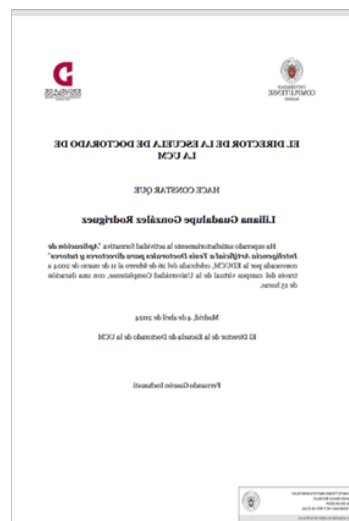 UNIVERSIDAD
COMPLUTENSE
MADRID
EL DIRECTOR DE LA ESCUELA DE DOCTORADO DE
LA UCM
HACE CONSTAR QUE
Liliana Guadalupe González Rodríguez
Ha superado satisfactoriamente la actividad formativa "Aplicación de
Inteligencia Artificial a Tesis Doctorales para directores y tutores"
convocada por la EDUCM, celebrada del 26 de febrero al 11 de marzo de 2024 a
través del campus virtual de la Universidad Complutense, con una duración
de 15 horas.
Madrid, 4 de abril de 2024
El Director de la Escuela de Doctorado de la UCM
Fernando Gascón Inchausti